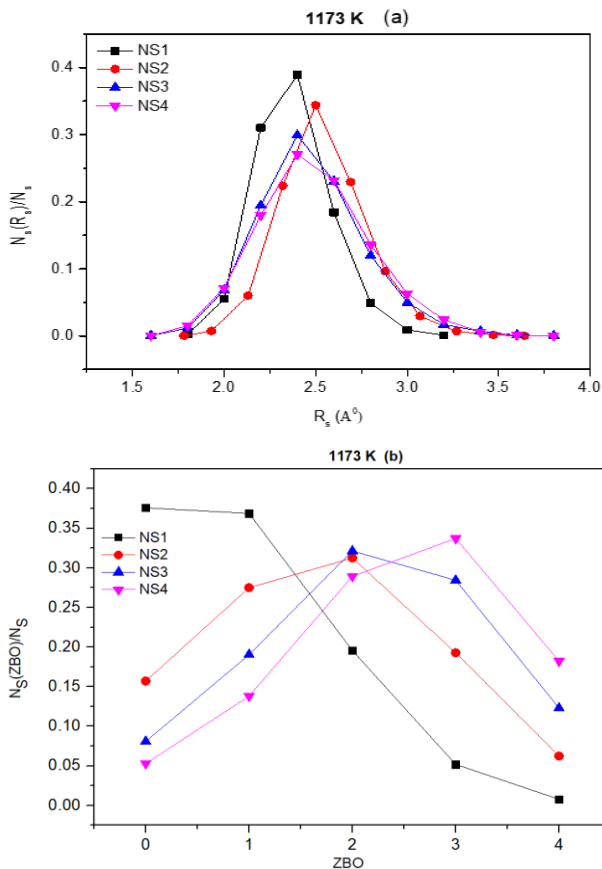 1173 K (a)
NS1
NS2
NS3
NS4
0.4
0.3
0.2
0.1
0.0
Ns(Rs)/Ns
1.5 2.0 2.5 3.0 3.5 4.0
Rs (A⁰)
1173 K (b)
0.40
0.35
0.30
0.25
0.20
0.15
0.10
0.05
0.00
NS1
NS2
NS3
NS4
NS(ZBO)/NS
0 1 2 3 4
ZBO